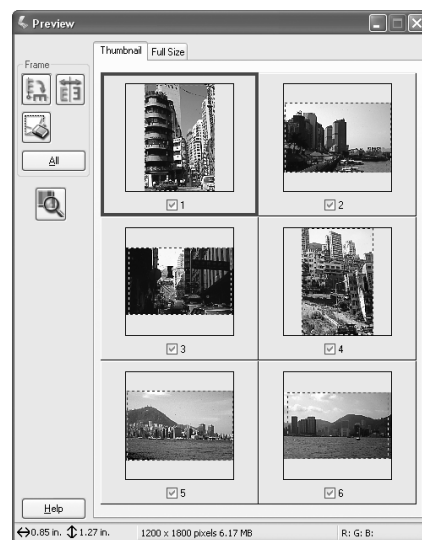 Preview
Thumbnail Full Size
Frame
All
1
2
3
4
5
6
Help
0.85 in. 1.27 in. 1200 x 1800 pixels 6.17 MB R: G: B: